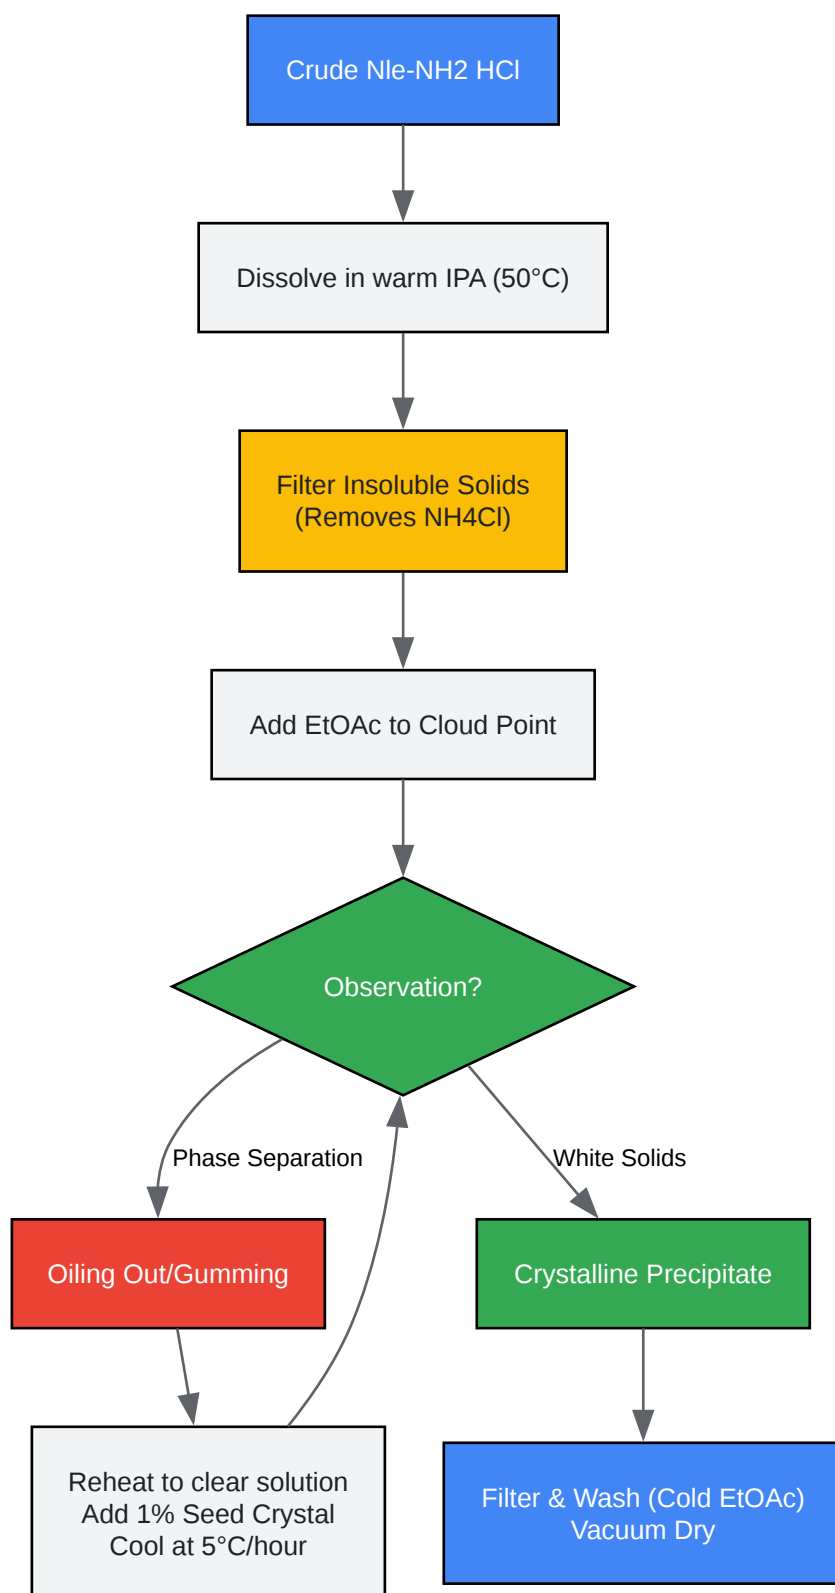 Crude Nle-NH2 HCl
Dissolve in warm IPA (50°C)
Filter Insoluble Solids
(Removes NH4Cl)
Add EtOAc to Cloud Point
Observation?
Phase Separation
White Solids
Oiling Out/Gumming
Crystalline Precipitate
Reheat to clear solution
Add 1% Seed Crystal
Cool at 5°C/hour
Filter & Wash (Cold EtOAc)
Vacuum Dry